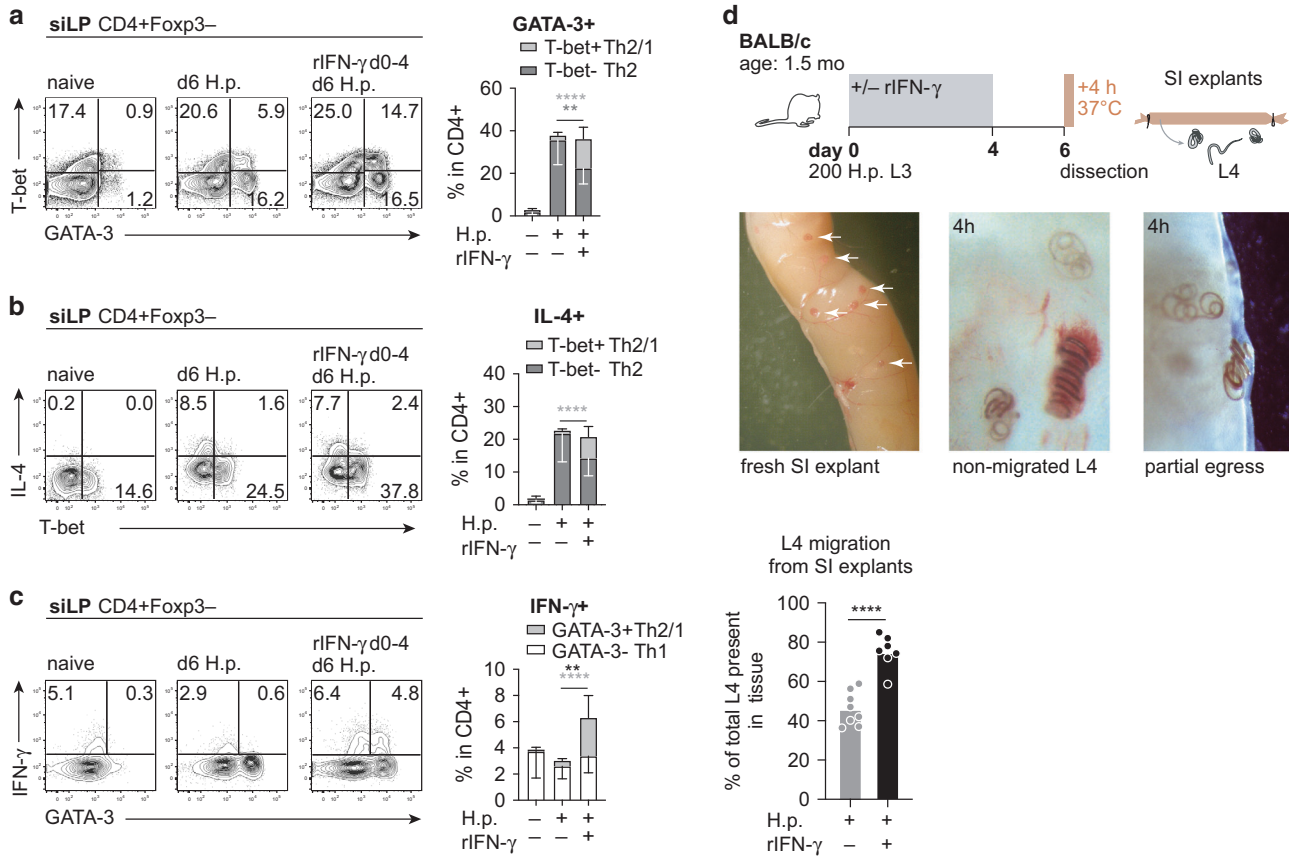 a
siLP CD4+Foxp3–
naive
d6 H.p.
rIFN-γ d0-4
d6 H.p.
17.4
0.9
1.2
20.6
5.9
16.2
25.0
14.7
16.5
T-bet
GATA-3
GATA-3+
T-bet+ Th2/1
T-bet- Th2
60
40
20
0
% in CD4+
****
**
H.p. – + +
rIFN-γ – – +
b
siLP CD4+Foxp3–
naive
d6 H.p.
rIFN-γ d0-4
d6 H.p.
0.2
0.0
14.6
8.5
1.6
24.5
7.7
2.4
37.8
IL-4
T-bet
IL-4+
T-bet+ Th2/1
T-bet- Th2
40
30
20
10
0
% in CD4+
****
H.p. – + +
rIFN-γ – – +
c
siLP CD4+Foxp3–
naive
d6 H.p.
rIFN-γ d0-4
d6 H.p.
5.1
0.3
2.9
0.6
6.4
4.8
IFN-γ
GATA-3
IFN-γ+
GATA-3+Th2/1
GATA-3- Th1
10
8
6
4
2
0
% in CD4+
**
****
H.p. – + +
rIFN-γ – – +
d
BALB/c
age: 1.5 mo
+/– rIFN-γ
+4 h
37°C
SI explants
L4
day 0 4 6
200 H.p. L3
dissection
4h
4h
fresh SI explant
non-migrated L4
partial egress
L4 migration
from SI explants
100
80
60
40
20
0
% of total L4 present
in tissue
****
H.p. + +
rIFN-γ – +